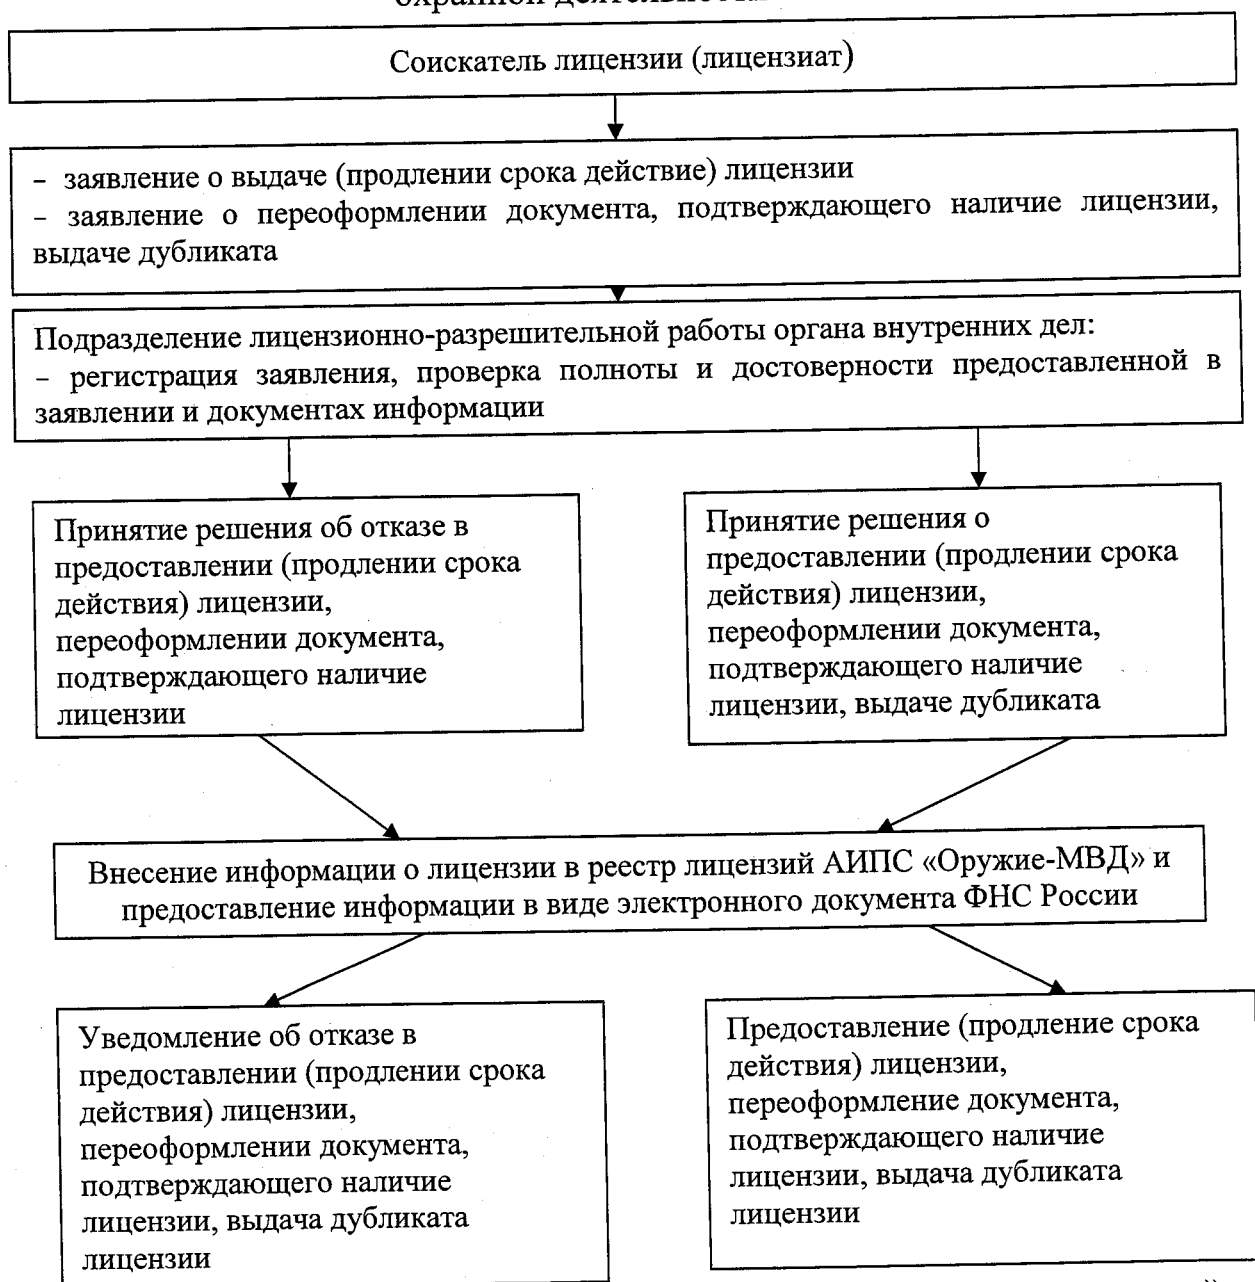 охранной деятельности
Соискатель лицензии (лицензиат)
– заявление о выдаче (продлении срока действие) лицензии
– заявление о переоформлении документа, подтверждающего наличие лицензии,
выдаче дубликата
Подразделение лицензионно-разрешительной работы органа внутренних дел:
– регистрация заявления, проверка полноты и достоверности предоставленной в
заявлении и документах информации
Принятие решения об отказе в
предоставлении (продлении срока
действия) лицензии,
переоформлении документа,
подтверждающего наличие
лицензии
Принятие решения о
предоставлении (продлении срока
действия) лицензии,
переоформлении документа,
подтверждающего наличие
лицензии, выдаче дубликата
Внесение информации о лицензии в реестр лицензий АИПС «Оружие-МВД» и
предоставление информации в виде электронного документа ФНС России
Уведомление об отказе в
предоставлении (продлении срока
действия) лицензии,
переоформлении документа,
подтверждающего наличие
лицензии, выдача дубликата
лицензии
Предоставление (продление срока
действия) лицензии,
переоформление документа,
подтверждающего наличие
лицензии, выдача дубликата
лицензии